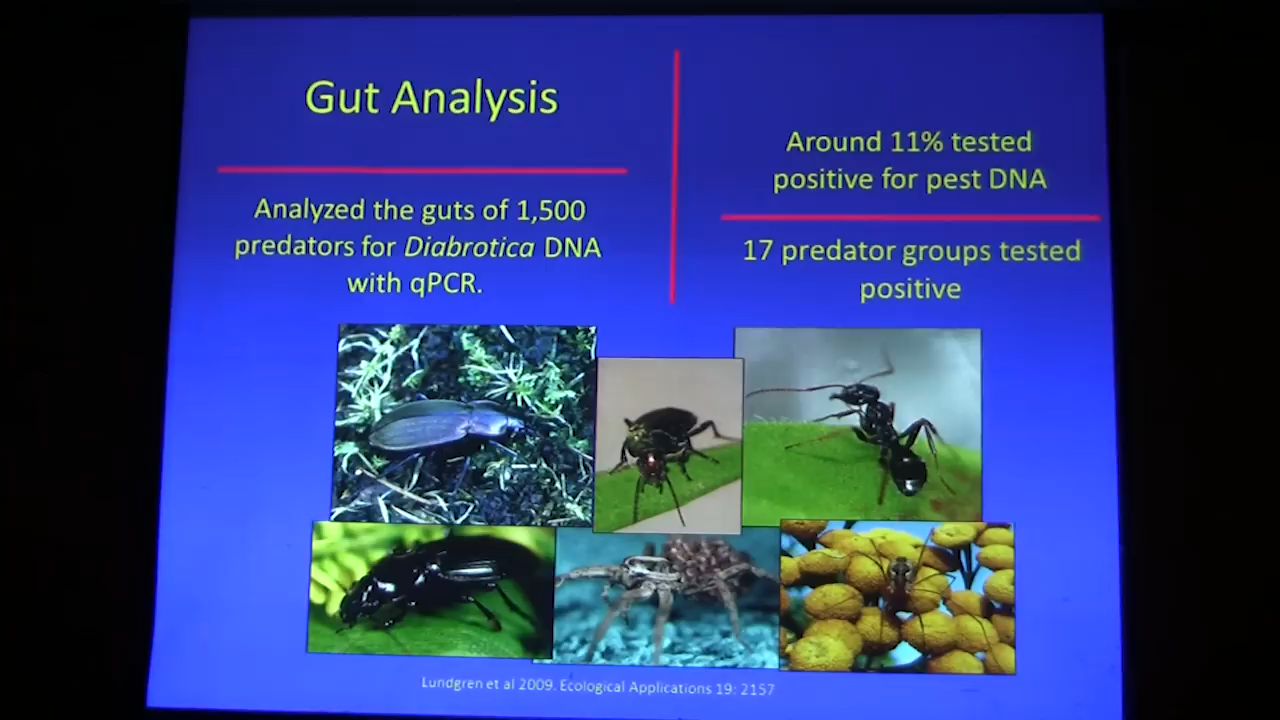 Gut Analysis
Analyzed the guts of 1,500
predators for Diabrotica DNA
with qPCR.
Around 11% tested
positive for pest DNA
17 predator groups tested
positive
Lundgren et al 2009. Ecological Applications 19: 2157